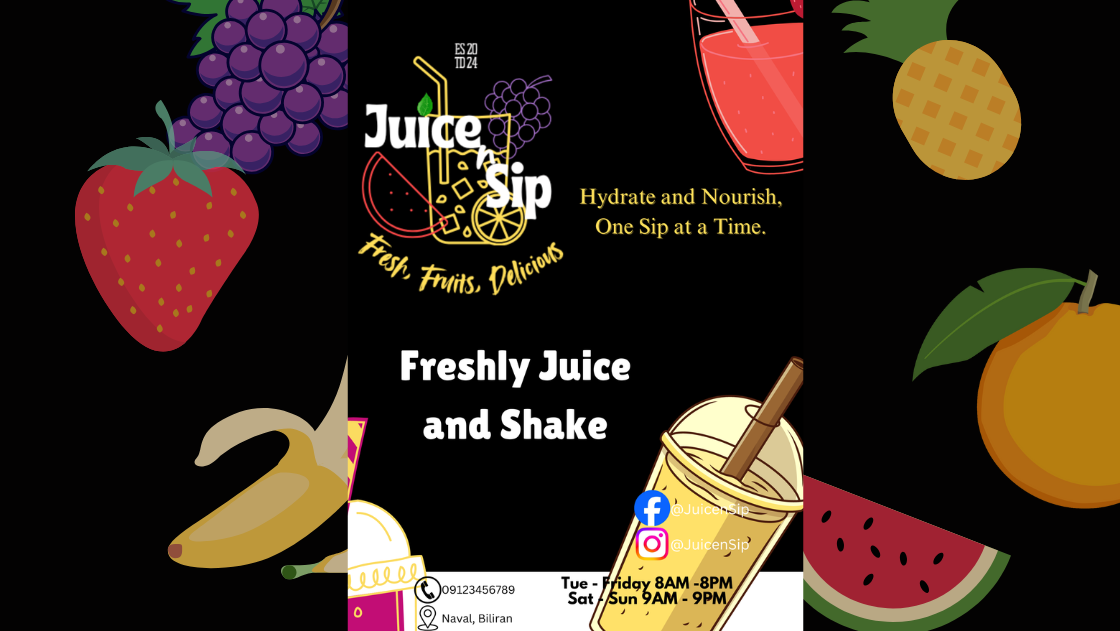 ES 20
TD 24
Juice
n
Sip
Fresh, Fruits, Delicious
Hydrate and Nourish,
One Sip at a Time.
Freshly Juice
and Shake
@JuicenSip
@JuicenSip
09123456789
Naval, Biliran
Tue - Friday 8AM -8PM
Sat - Sun 9AM - 9PM